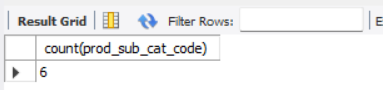 Result Grid Filter Rows: E
count(prod_sub_cat_code)
6